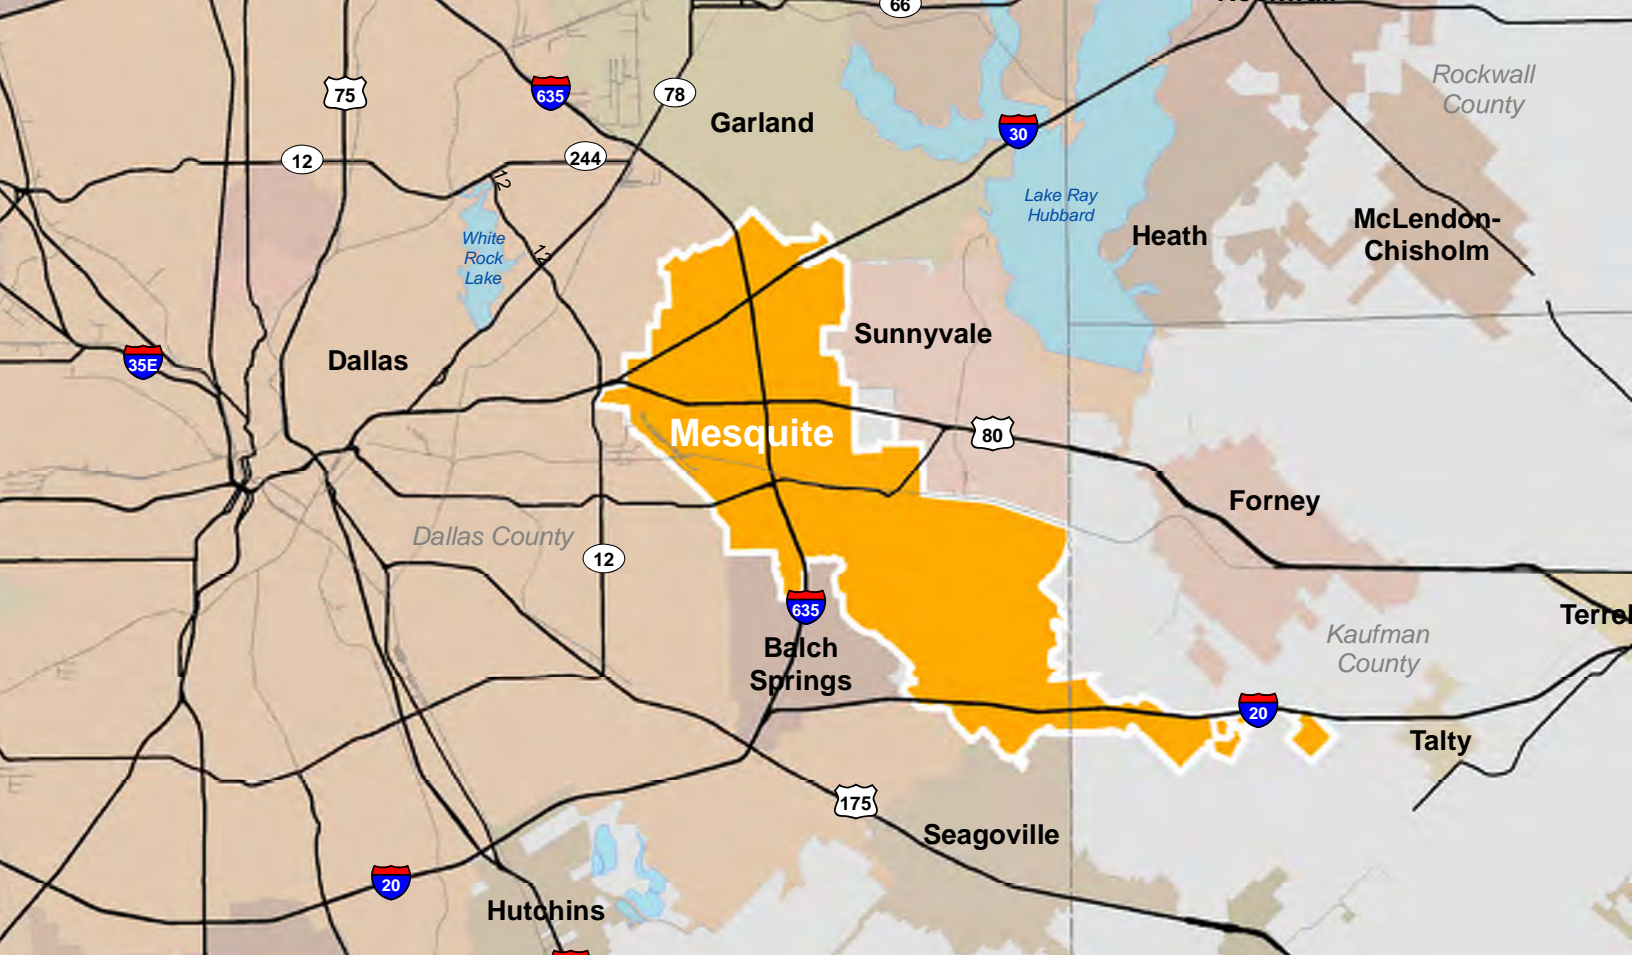 66
Rockwall
County
75
635
78
Garland
30
12
244
12
Lake Ray
Hubbard
McLendon-
Chisholm
Heath
White
Rock
Lake
12
Sunnyvale
Dallas
35E
Mesquite
80
Forney
Dallas County
12
635
Terrel
Kaufman
County
Balch
Springs
20
Talty
175
Seagoville
20
Hutchins